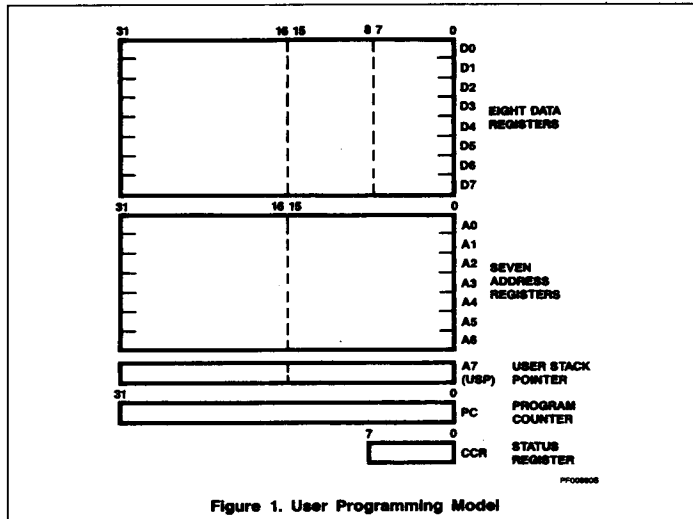 31 16 15 8 7 0
D0
D1
D2
D3
D4
D5
D6
D7
EIGHT DATA
REGISTERS
31 16 15 0
A0
A1
A2
A3
A4
A5
A6
SEVEN
ADDRESS
REGISTERS
A7
(USP)
USER STACK
POINTER
31 0
PC
PROGRAM
COUNTER
7 0
CCR
STATUS
REGISTER
Figure 1. User Programming Model